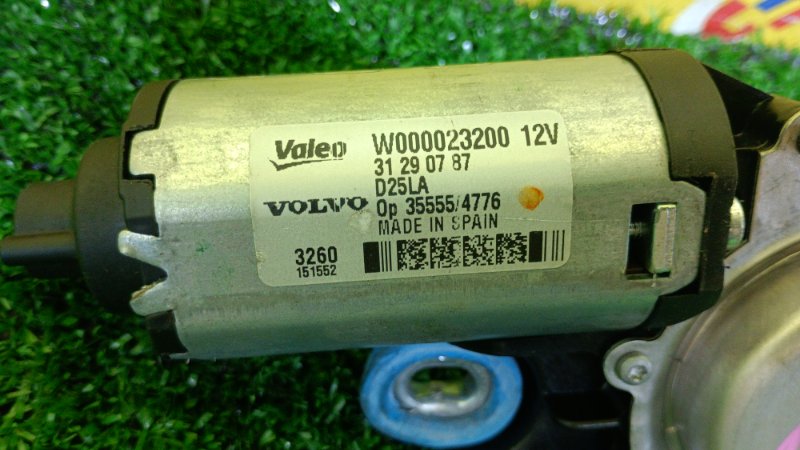 Valeo W000023200 12V
31 29 07 87
D25LA
VOLVO Op 35555/4776
MADE IN SPAIN
3260
151552